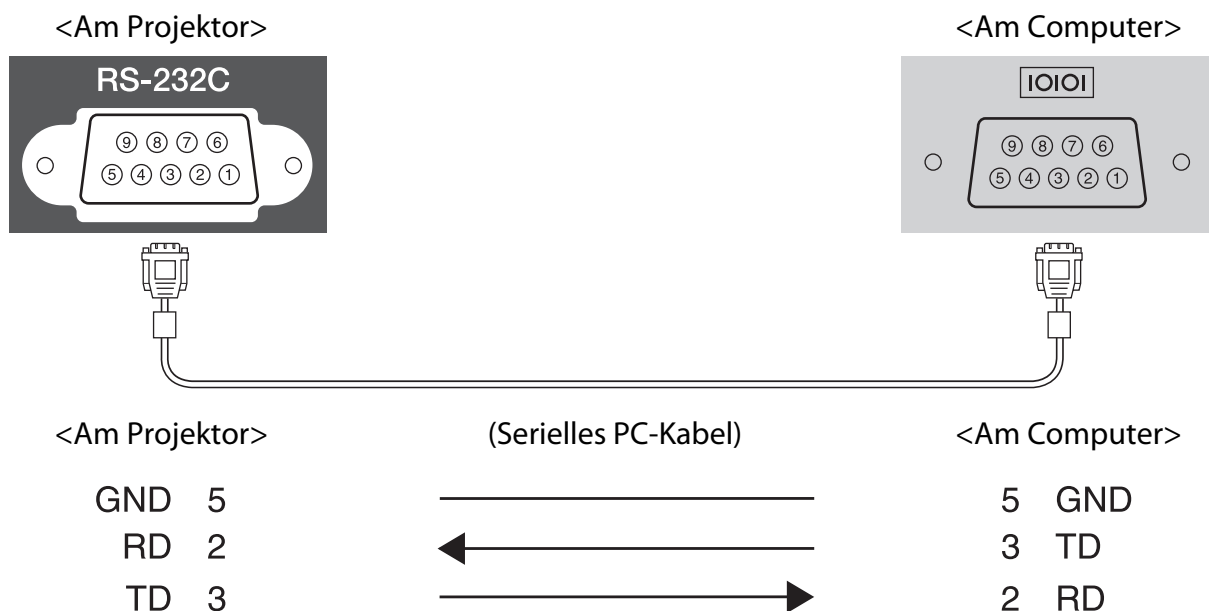 <Am Projektor> <Am Computer>
RS-232C IOIOI
9 8 7 6 9 8 7 6
5 4 3 2 1 5 4 3 2 1
<Am Projektor> (Serielles PC-Kabel) <Am Computer>
GND 5 5 GND
RD 2 3 TD
TD 3 2 RD